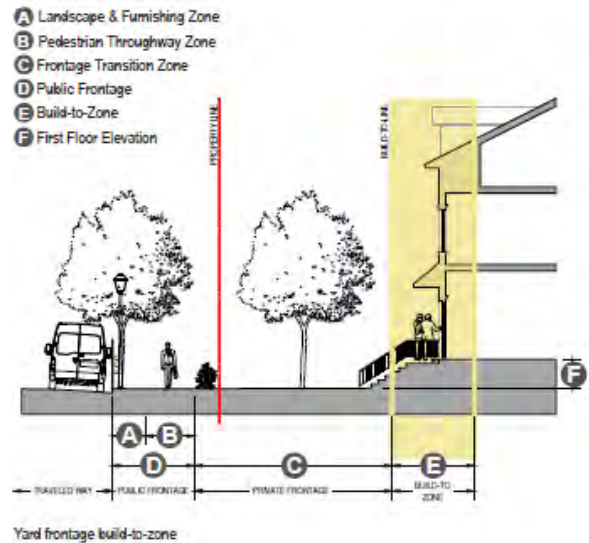 A Landscape & Furnishing Zone
B Pedestrian Throughway Zone
C Frontage Transition Zone
D Public Frontage
E Build-to-Zone
F First Floor Elevation
PROPERTY LINE
BUILD-TO-LINE
F
A B
D C E
TRAVELED WAY PUBLIC FRONTAGE PRIVATE FRONTAGE BUILD-TO
ZONE
Yard frontage build-to-zone